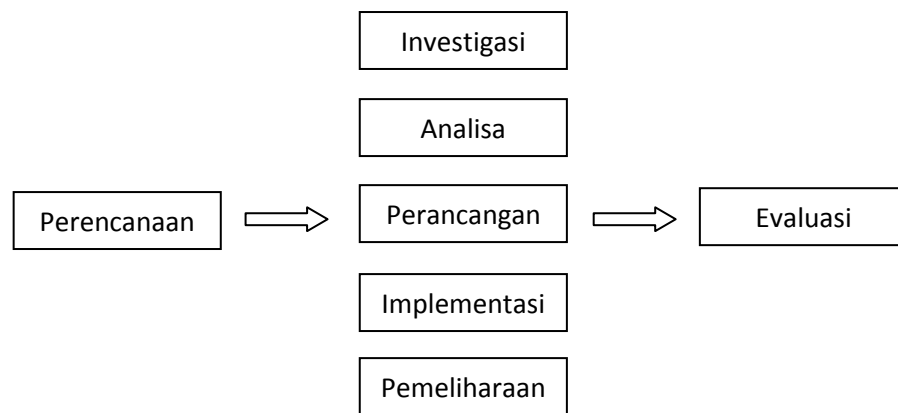 Investigasi
Analisa
Perencanaan
Perancangan
Evaluasi
Implementasi
Pemeliharaan